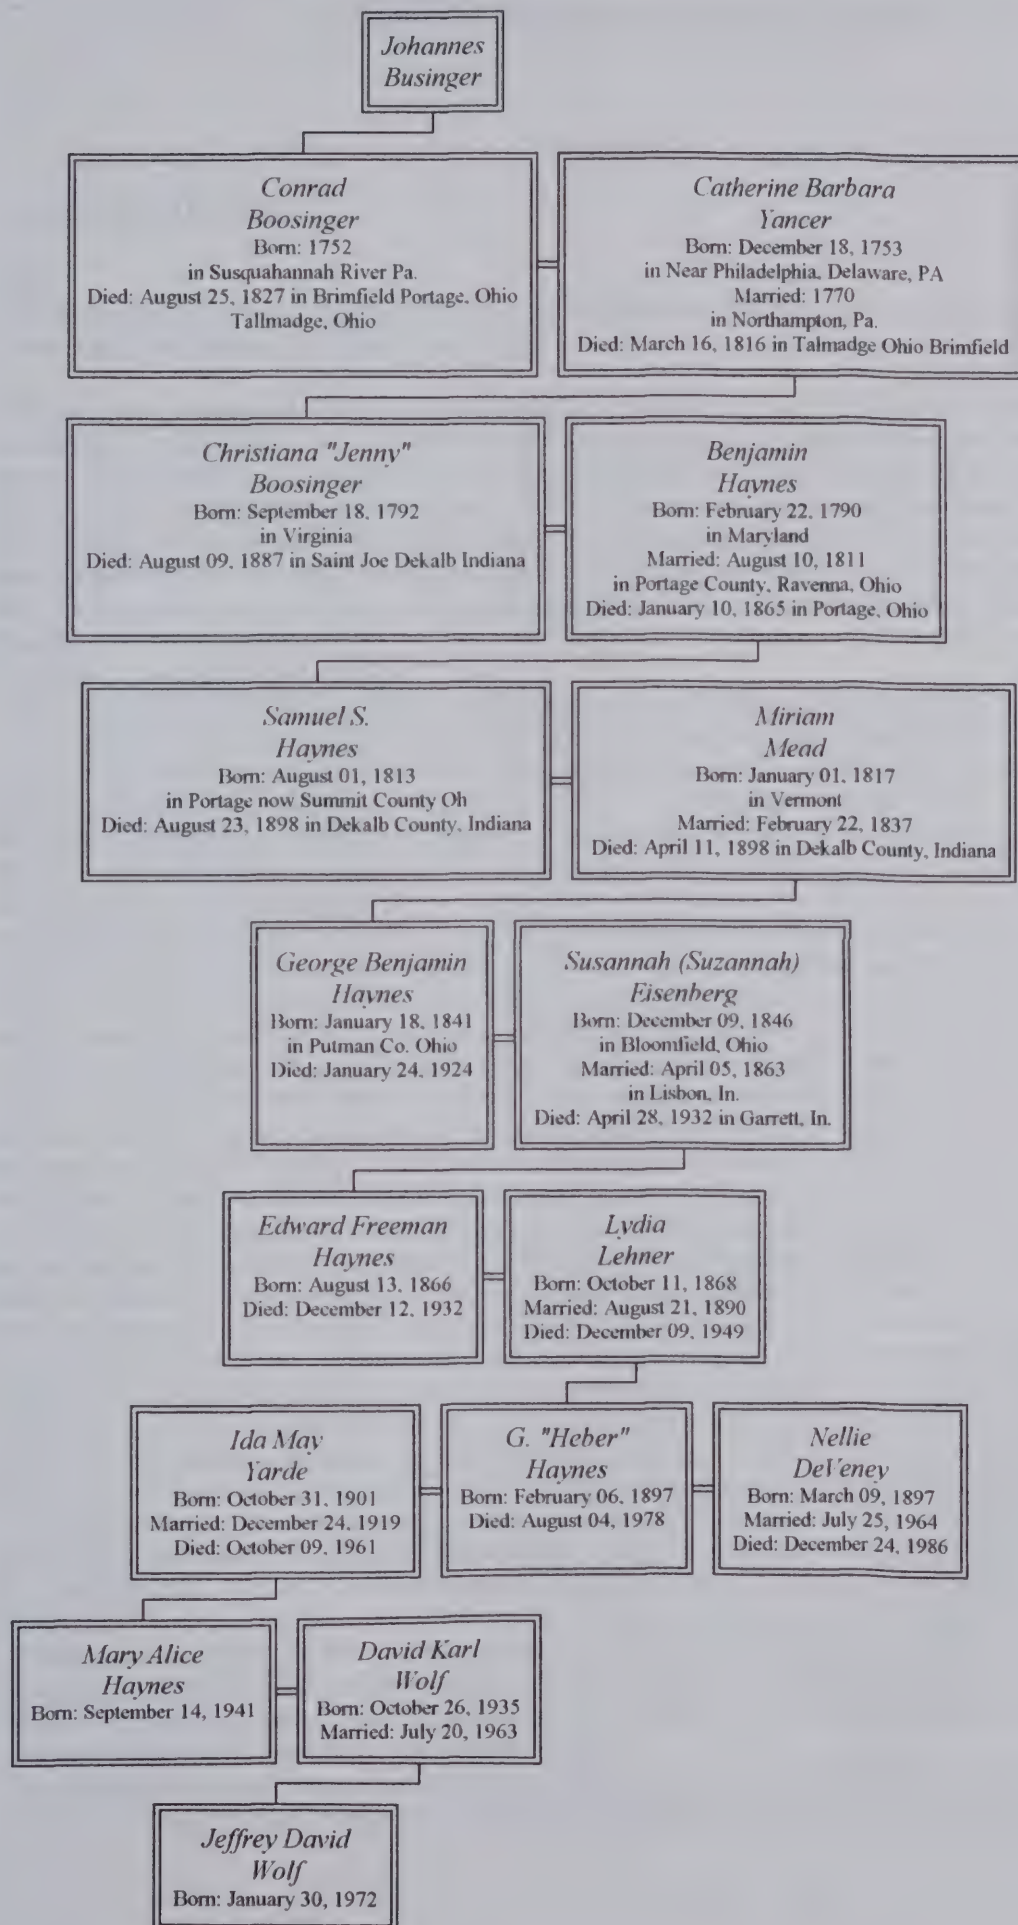 Johannes
Businger
Conrad
Boosinger
Born: 1752
in Susquahannah River Pa.
Died: August 25, 1827 in Brimfield Portage, Ohio
Tallmadge, Ohio
Catherine Barbara
Yancer
Born: December 18, 1753
in Near Philadelphia, Delaware, PA
Married: 1770
in Northampton, Pa.
Died: March 16, 1816 in Talmadge Ohio Brimfield
Christiana "Jenny"
Boosinger
Born: September 18, 1792
in Virginia
Died: August 09, 1887 in Saint Joe Dekalb Indiana
Benjamin
Haynes
Born: February 22, 1790
in Maryland
Married: August 10, 1811
in Portage County, Ravenna, Ohio
Died: January 10, 1865 in Portage, Ohio
Samuel S.
Haynes
Born: August 01, 1813
in Portage now Summit County Oh
Died: August 23, 1898 in Dekalb County, Indiana
Miriam
Mead
Born: January 01, 1817
in Vermont
Married: February 22, 1837
Died: April 11, 1898 in Dekalb County, Indiana
George Benjamin
Haynes
Born: January 18, 1841
in Putman Co. Ohio
Died: January 24, 1924
Susannah (Suzannah)
Eisenberg
Born: December 09, 1846
in Bloomfield, Ohio
Married: April 05, 1863
in Lisbon, In.
Died: April 28, 1932 in Garrett, In.
Edward Freeman
Haynes
Born: August 13, 1866
Died: December 12, 1932
Lydia
Lehner
Born: October 11, 1868
Married: August 21, 1890
Died: December 09, 1949
Ida May
Yarde
Born: October 31, 1901
Married: December 24, 1919
Died: October 09, 1961
G. "Heber"
Haynes
Born: February 06, 1897
Died: August 04, 1978
Nellie
DeVeney
Born: March 09, 1897
Married: July 25, 1964
Died: December 24, 1986
Mary Alice
Haynes
Born: September 14, 1941
David Karl
Wolf
Born: October 26, 1935
Married: July 20, 1963
Jeffrey David
Wolf
Born: January 30, 1972